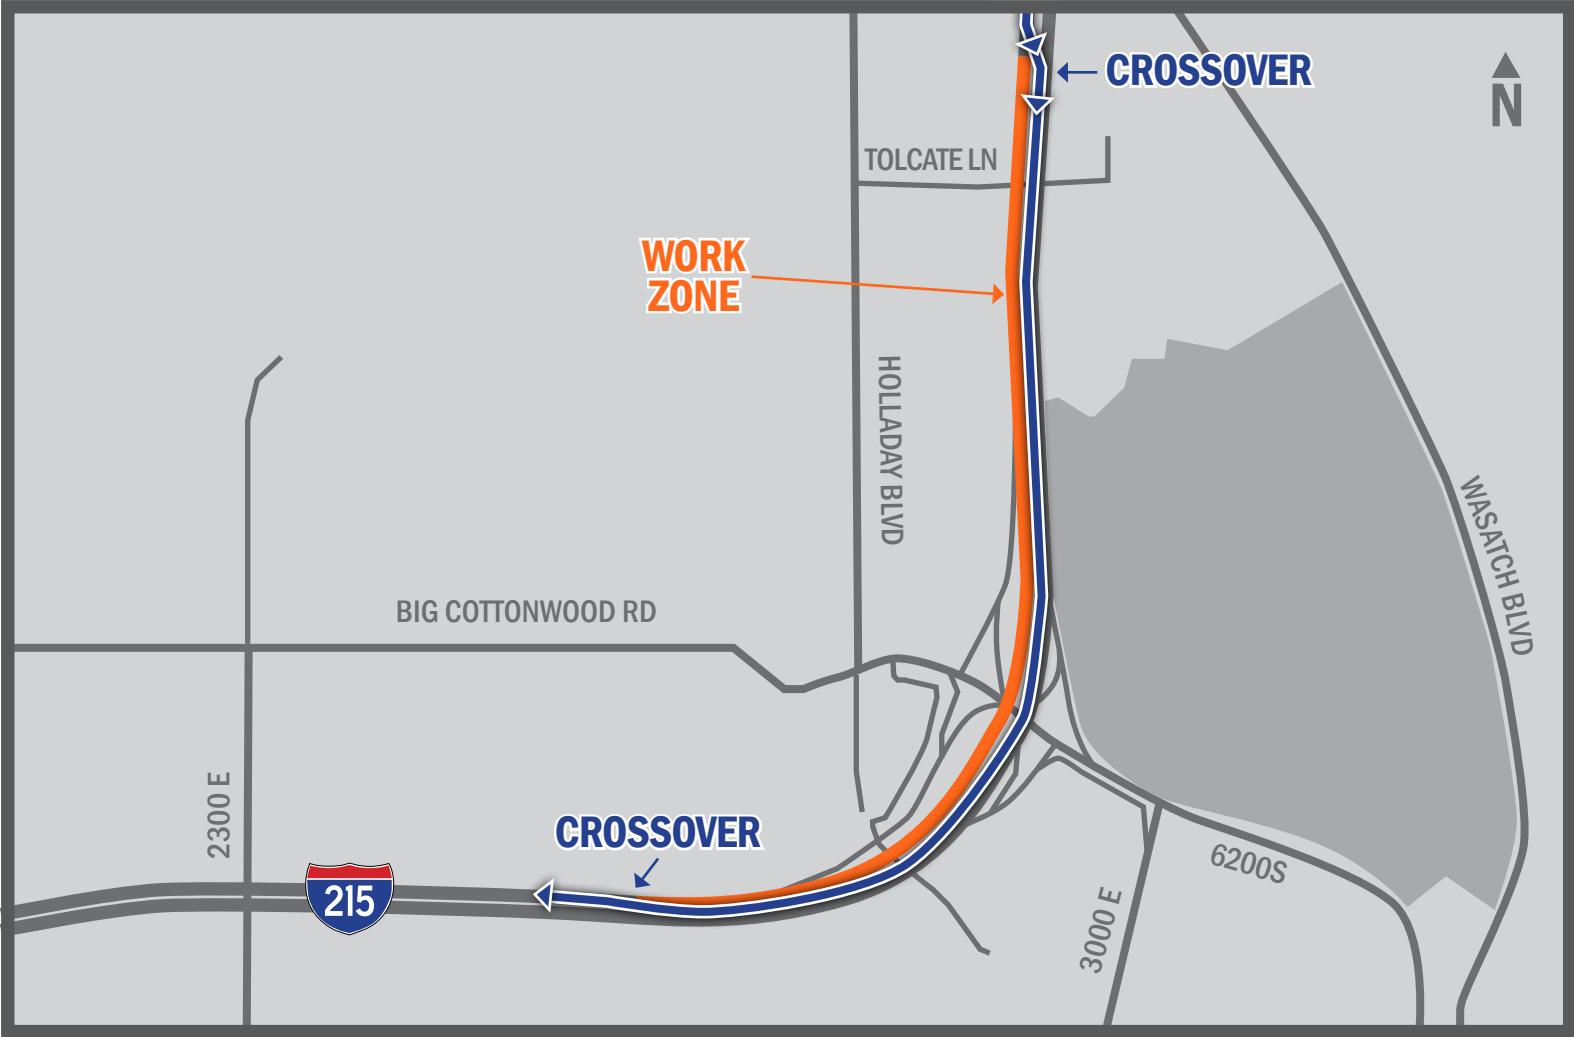 CROSSOVER
N
TOLCATE LN
WORK
ZONE
HOLLADAY BLVD
WASATCH BLVD
BIG COTTONWOOD RD
2300 E
CROSSOVER
215
6200S
3000 E